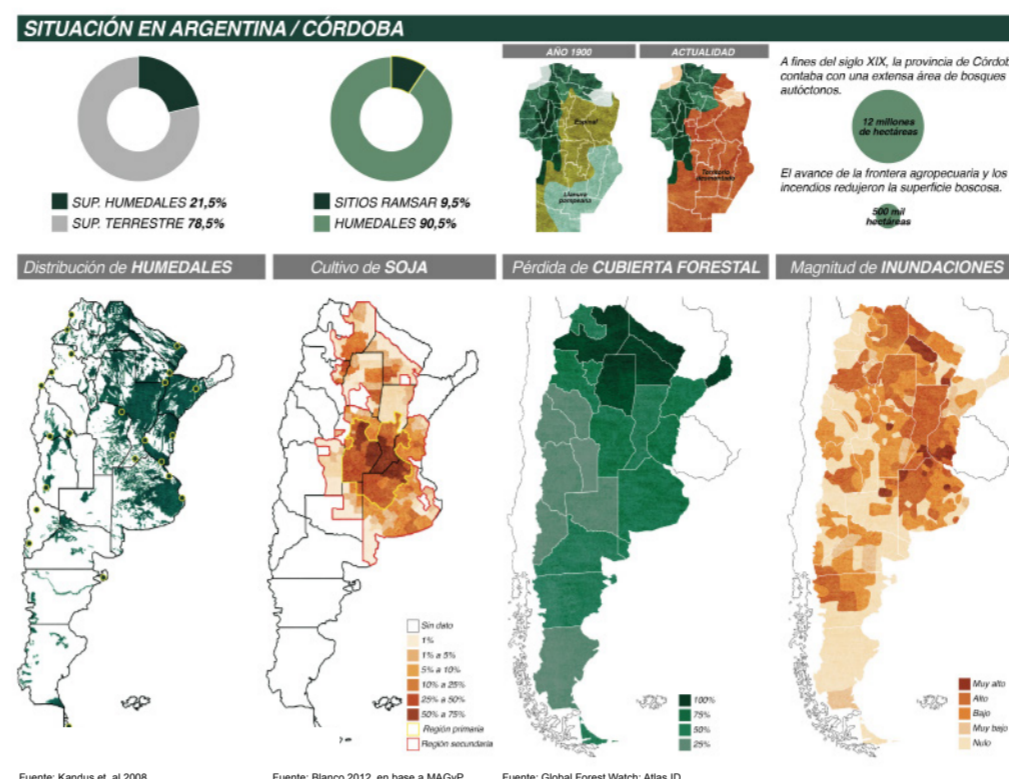 SITUACIÓN EN ARGENTINA / CÓRDOBA
SUP. HUMEDALES 21,5%
SUP. TERRESTRE 78,5%
SITIOS RAMSAR 9,5%
HUMEDALES 90,5%
AÑO 1900
Espinal
Llanura
pampeana
ACTUALIDAD
Territorio
A fines del siglo XIX, la provincia de Córdob
contaba con una extensa área de bosques
autóctonos.
12 millones
de hectáreas
El avance de la frontera agropecuaria y los
incendios redujeron la superficie boscosa.
500 mil
hectáreas
Distribución de HUMEDALES
Cultivo de SOJA
Pérdida de CUBIERTA FORESTAL
Magnitud de INUNDACIONES
Sin dato
1%
1% a 5%
5% a 10%
10% a 25%
25% a 50%
50% a 75%
Región primaria
Región secundaria
100%
75%
50%
25%
Muy alto
Alto
Bajo
Muy bajo
Nulo
Fuente: Kandus et. al 2008
Fuente: Blanco 2012, en base a MAGyP
Fuente: Global Forest Watch; Atlas ID